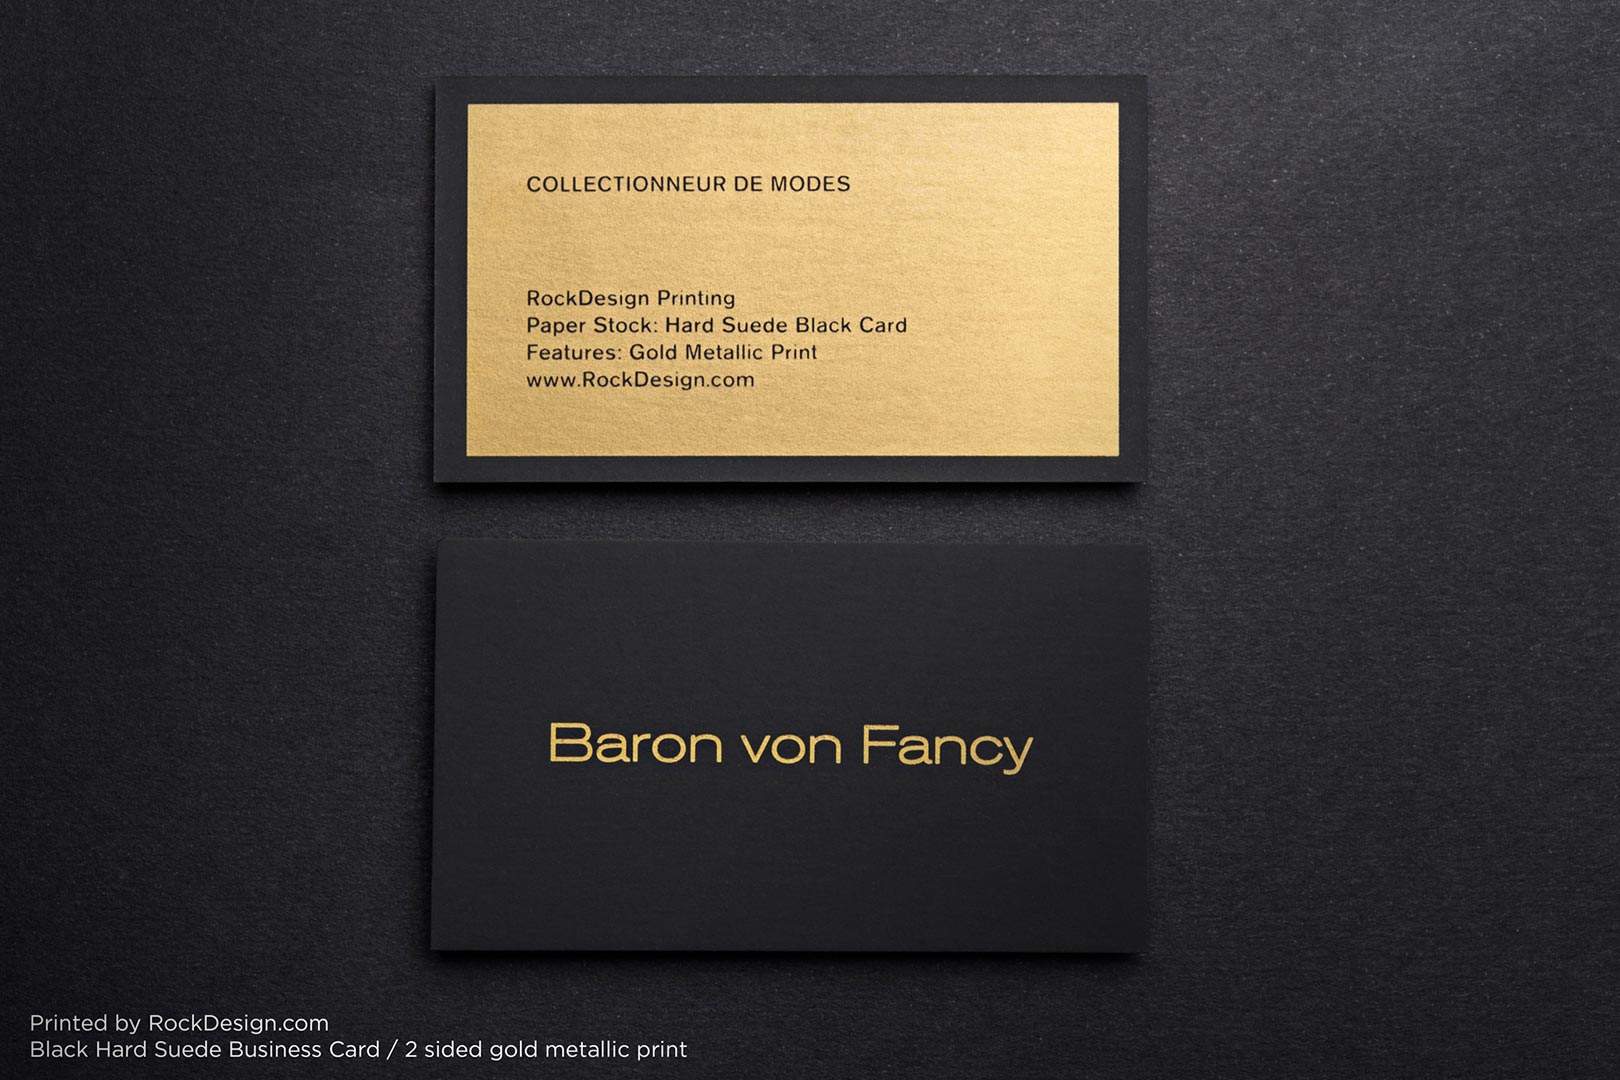 COLLECTIONNEUR DE MODES
RockDesign Printing
Paper Stock: Hard Suede Black Card
Features: Gold Metallic Print
www.RockDesign.com
Baron von Fancy
Printed by RockDesign.com
Black Hard Suede Business Card / 2 sided gold metallic print